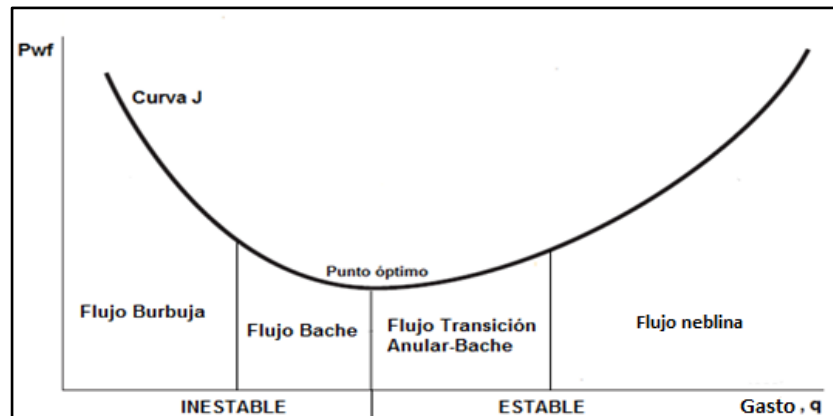 Pwf
Curva J
Punto óptimo
Flujo Burbuja
Flujo Bache
Flujo Transición
Anular-Bache
Flujo neblina
INESTABLE
ESTABLE
Gasto , q